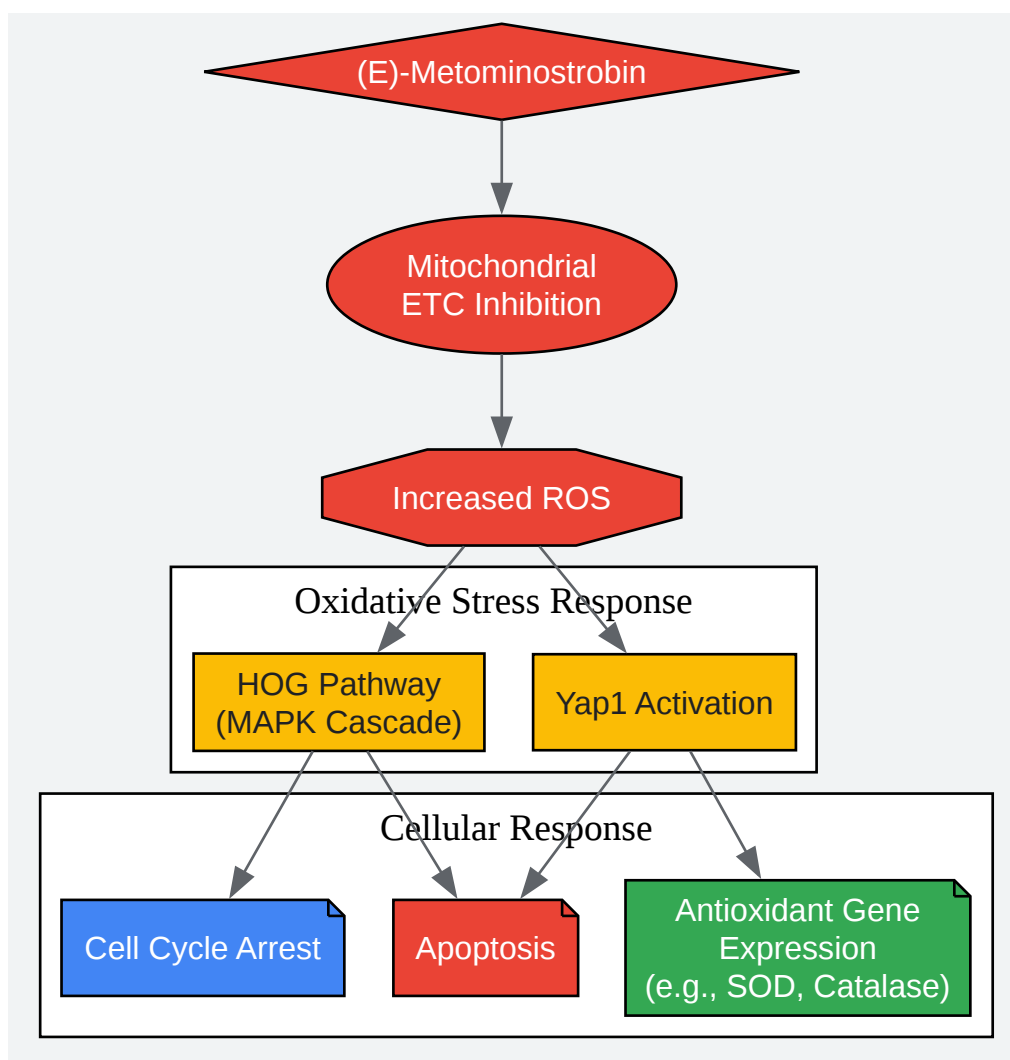 (E)-Metominostrobin
Mitochondrial
ETC Inhibition
Increased ROS
Oxidative Stress Response
HOG Pathway
(MAPK Cascade)
Yap1 Activation
Cellular Response
Cell Cycle Arrest
Apoptosis
Antioxidant Gene
Expression
(e.g., SOD, Catalase)